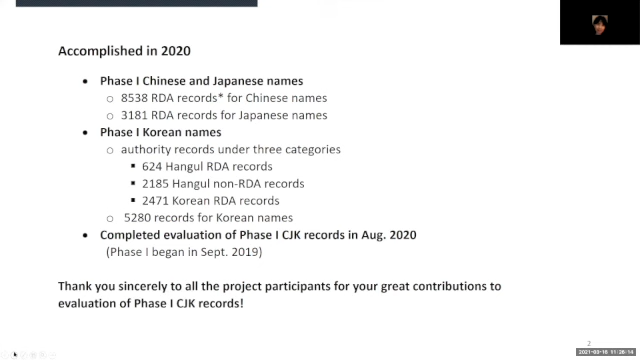 Accomplished in 2020
• Phase I Chinese and Japanese names
○ 8538 RDA records* for Chinese names
○ 3181 RDA records for Japanese names
• Phase I Korean names
○ authority records under three categories
▪ 624 Hangul RDA records
▪ 2185 Hangul non-RDA records
▪ 2471 Korean RDA records
○ 5280 records for Korean names
• Completed evaluation of Phase I CJK records in Aug. 2020
(Phase I began in Sept. 2019)
Thank you sincerely to all the project participants for your great contributions to
evaluation of Phase I CJK records!
2
2021-03-16 11:26:14